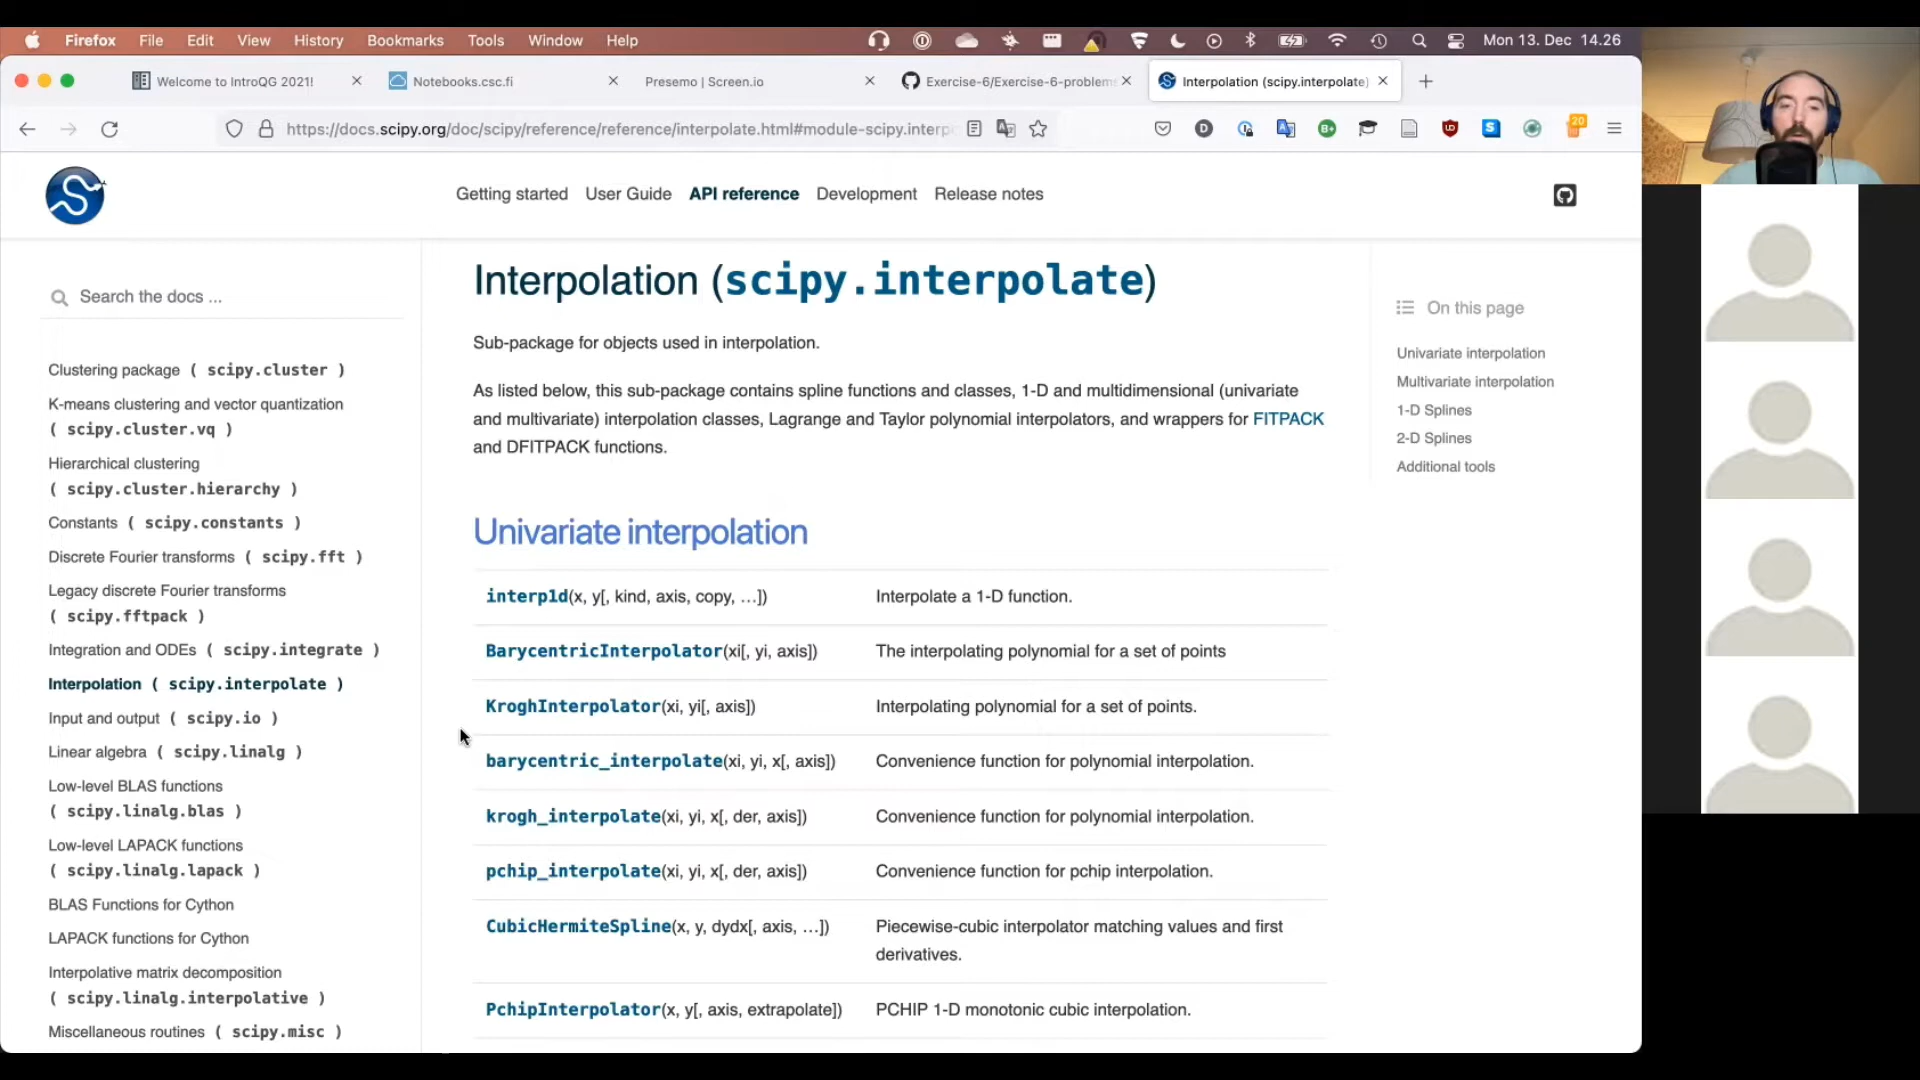 Firefox File Edit View History Bookmarks Tools Window Help Mon 13. Dec 14.26
Welcome to IntroQG 2021! Notebooks.csc.fi Presemo | Screen.io Exercise-6/Exercise-6-problem Interpolation (scipy.interpolate)
https://docs.scipy.org/doc/scipy/reference/reference/interpolate.html#module-scipy.interp 20
Getting started User Guide API reference Development Release notes
Search the docs ...
Clustering package ( scipy.cluster )
K-means clustering and vector quantization
( scipy.cluster.vq )
Hierarchical clustering
( scipy.cluster.hierarchy )
Constants ( scipy.constants )
Discrete Fourier transforms ( scipy.fft )
Legacy discrete Fourier transforms
( scipy.fftpack )
Integration and ODEs ( scipy.integrate )
Interpolation ( scipy.interpolate )
Input and output ( scipy.io )
Linear algebra ( scipy.linalg )
Low-level BLAS functions
( scipy.linalg.blas )
Low-level LAPACK functions
( scipy.linalg.lapack )
BLAS Functions for Cython
LAPACK functions for Cython
Interpolative matrix decomposition
( scipy.linalg.interpolative )
Miscellaneous routines ( scipy.misc )
Interpolation (scipy.interpolate)
Sub-package for objects used in interpolation.
As listed below, this sub-package contains spline functions and classes, 1-D and multidimensional (univariate
and multivariate) interpolation classes, Lagrange and Taylor polynomial interpolators, and wrappers for FITPACK
and DFITPACK functions.
Univariate interpolation
interp1d(x, y[, kind, axis, copy, …]) Interpolate a 1-D function.
BarycentricInterpolator(xi[, yi, axis]) The interpolating polynomial for a set of points
KroghInterpolator(xi, yi[, axis]) Interpolating polynomial for a set of points.
barycentric_interpolate(xi, yi, x[, axis]) Convenience function for polynomial interpolation.
krogh_interpolate(xi, yi, x[, der, axis]) Convenience function for polynomial interpolation.
pchip_interpolate(xi, yi, x[, der, axis]) Convenience function for pchip interpolation.
CubicHermiteSpline(x, y, dydx[, axis, …]) Piecewise-cubic interpolator matching values and first
derivatives.
PchipInterpolator(x, y[, axis, extrapolate]) PCHIP 1-D monotonic cubic interpolation.
On this page
Univariate interpolation
Multivariate interpolation
1-D Splines
2-D Splines
Additional tools